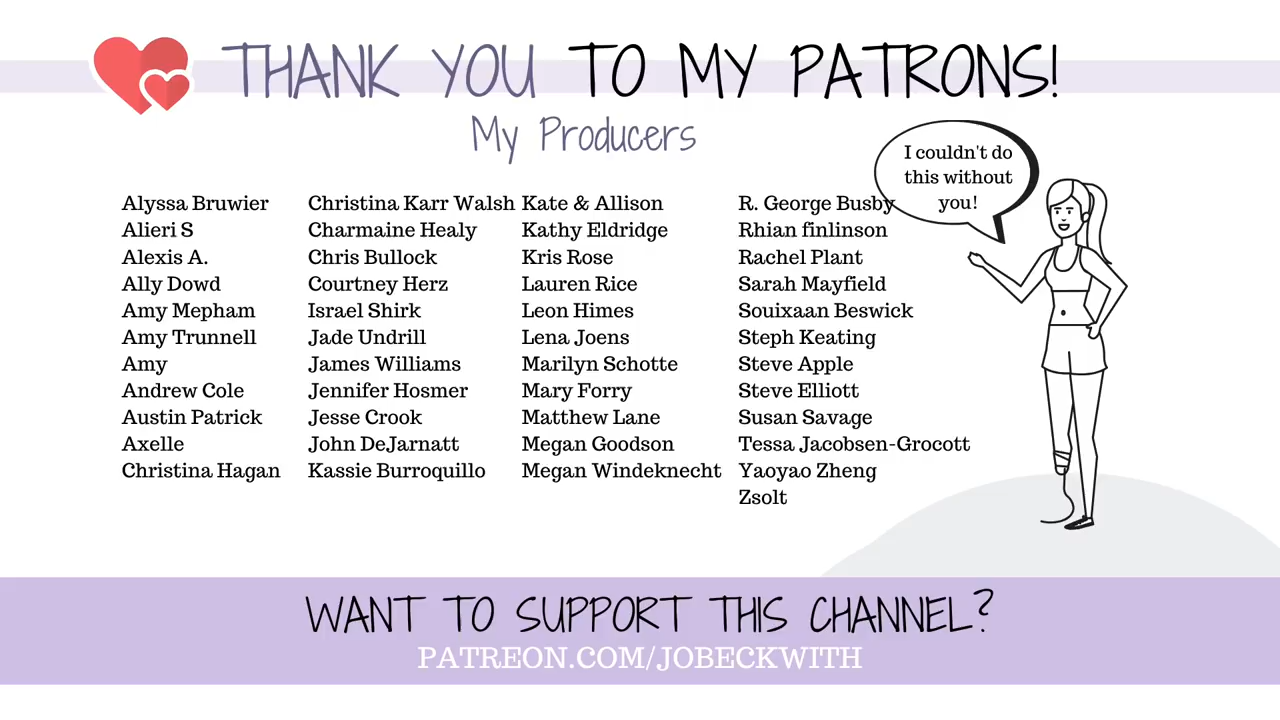 THANK YOU TO MY PATRONS!
My Producers
I couldn't do
this without
you!
Alyssa Bruwier
Alieri S
Alexis A.
Ally Dowd
Amy Mepham
Amy Trunnell
Amy
Andrew Cole
Austin Patrick
Axelle
Christina Hagan
Christina Karr Walsh
Charmaine Healy
Chris Bullock
Courtney Herz
Israel Shirk
Jade Undrill
James Williams
Jennifer Hosmer
Jesse Crook
John DeJarnatt
Kassie Burroquillo
Kate & Allison
Kathy Eldridge
Kris Rose
Lauren Rice
Leon Himes
Lena Joens
Marilyn Schotte
Mary Forry
Matthew Lane
Megan Goodson
Megan Windeknecht
R. George Busby
Rhian finlinson
Rachel Plant
Sarah Mayfield
Souixaan Beswick
Steph Keating
Steve Apple
Steve Elliott
Susan Savage
Tessa Jacobsen-Grocott
Yaoyao Zheng
Zsolt
WANT TO SUPPORT THIS CHANNEL?
PATREON.COM/JOBECKWITH